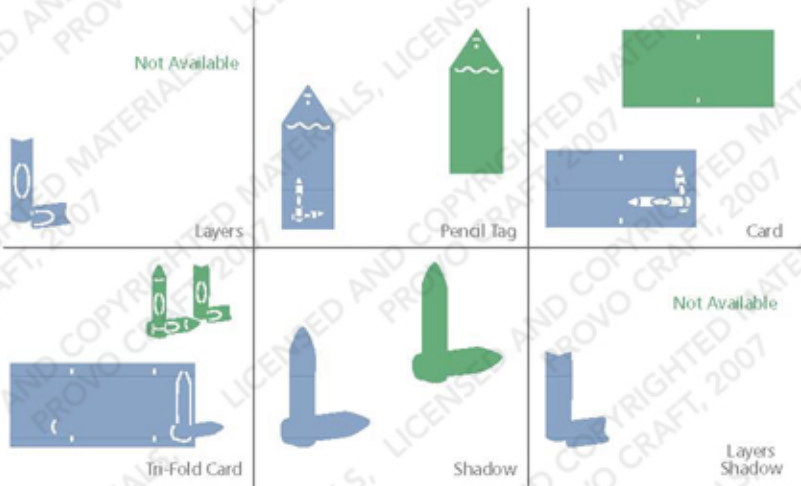 Not Available
Layers
Pencil Tag
Card
Tri-Fold Card
Shadow
Not Available
Layers
Shadow
LICENSED AND COPYRIGHTED MATERIALS
PROVO CRAFT, 2007